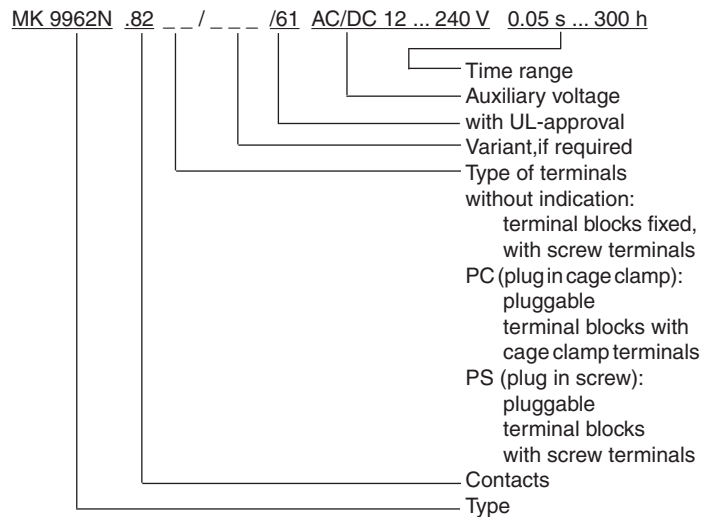 MK 9962N .82 _ _ / _ _ _ /61 AC/DC 12 ... 240 V 0.05 s ... 300 h
Time range
Auxiliary voltage
with UL-approval
Variant,if required
Type of terminals
without indication:
terminal blocks fixed,
with screw terminals
PC (plug in cage clamp):
pluggable
terminal blocks with
cage clamp terminals
PS (plug in screw):
pluggable
terminal blocks
with screw terminals
Contacts
Type